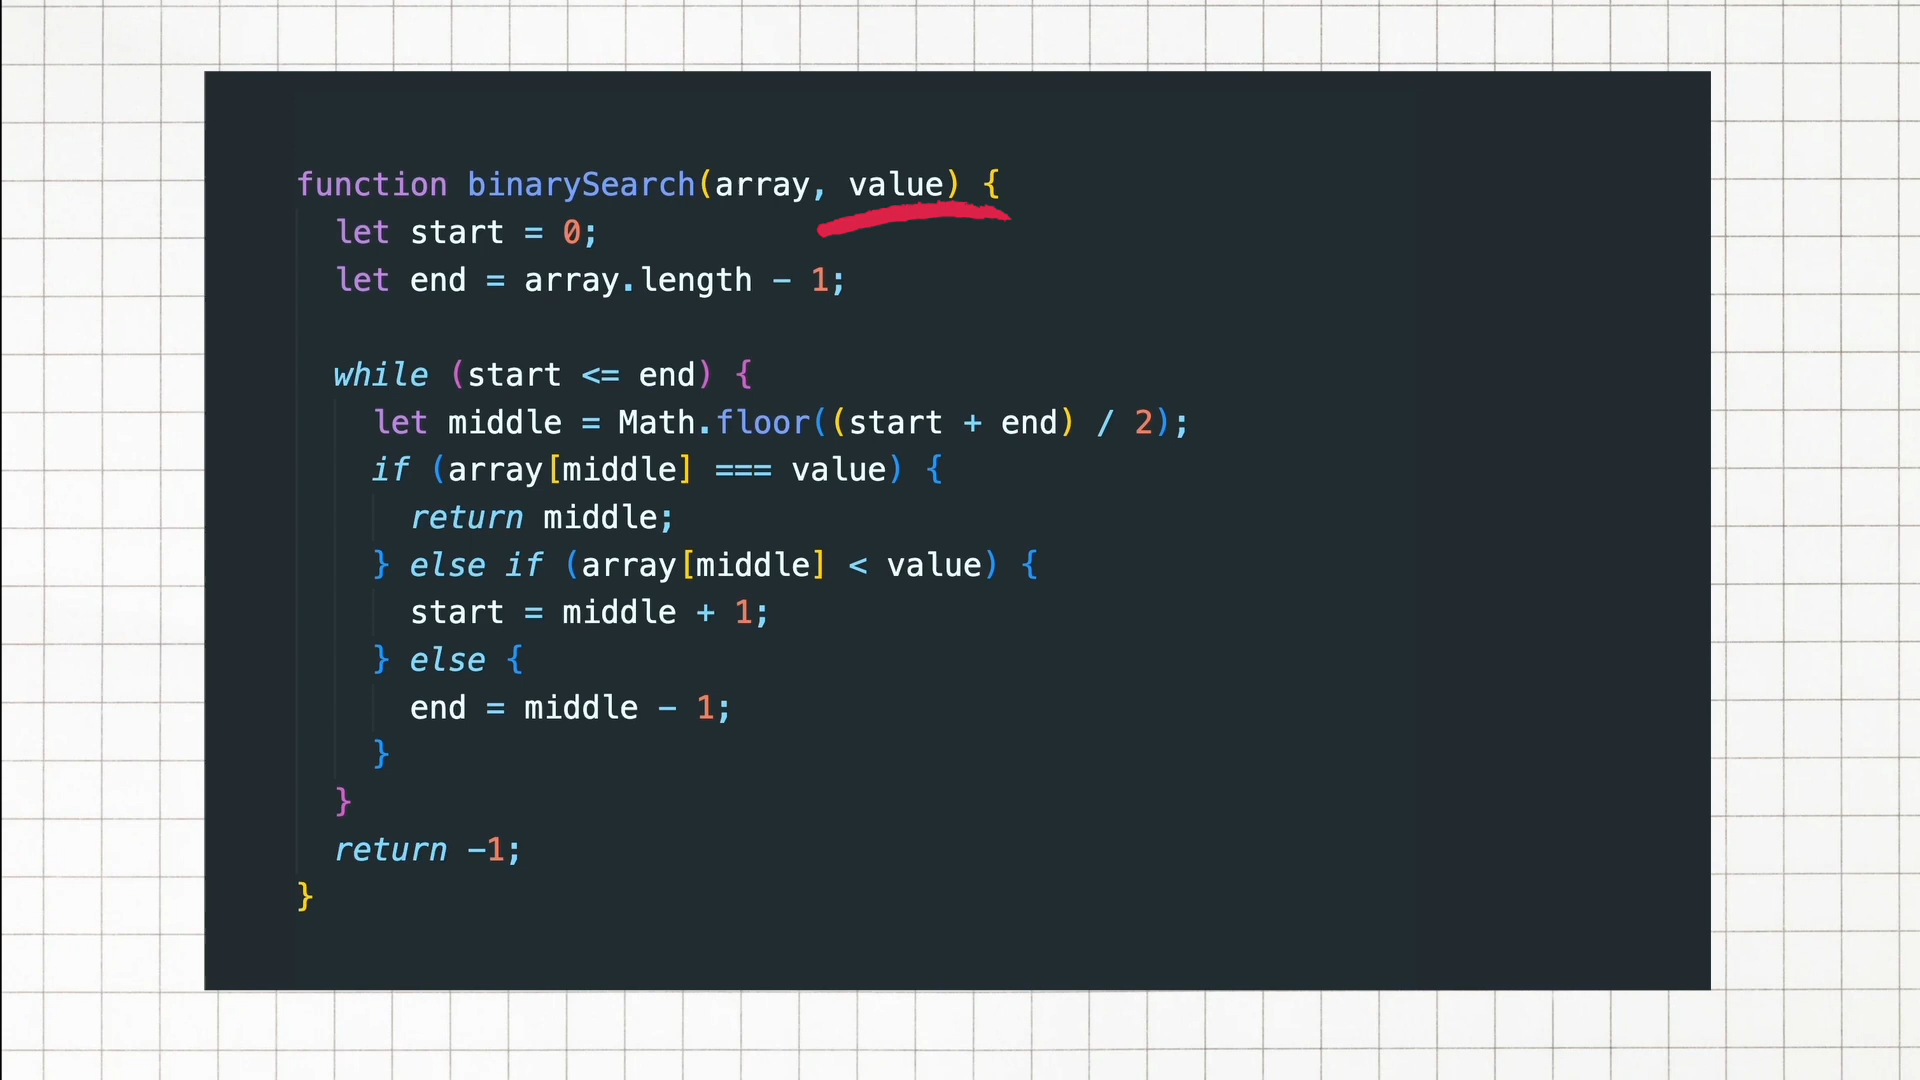 function binarySearch(array, value) {
let start = 0;
let end = array.length - 1;
while (start <= end) {
let middle = Math.floor((start + end) / 2);
if (array[middle] === value) {
return middle;
} else if (array[middle] < value) {
start = middle + 1;
} else {
end = middle - 1;
}
}
return -1;
}